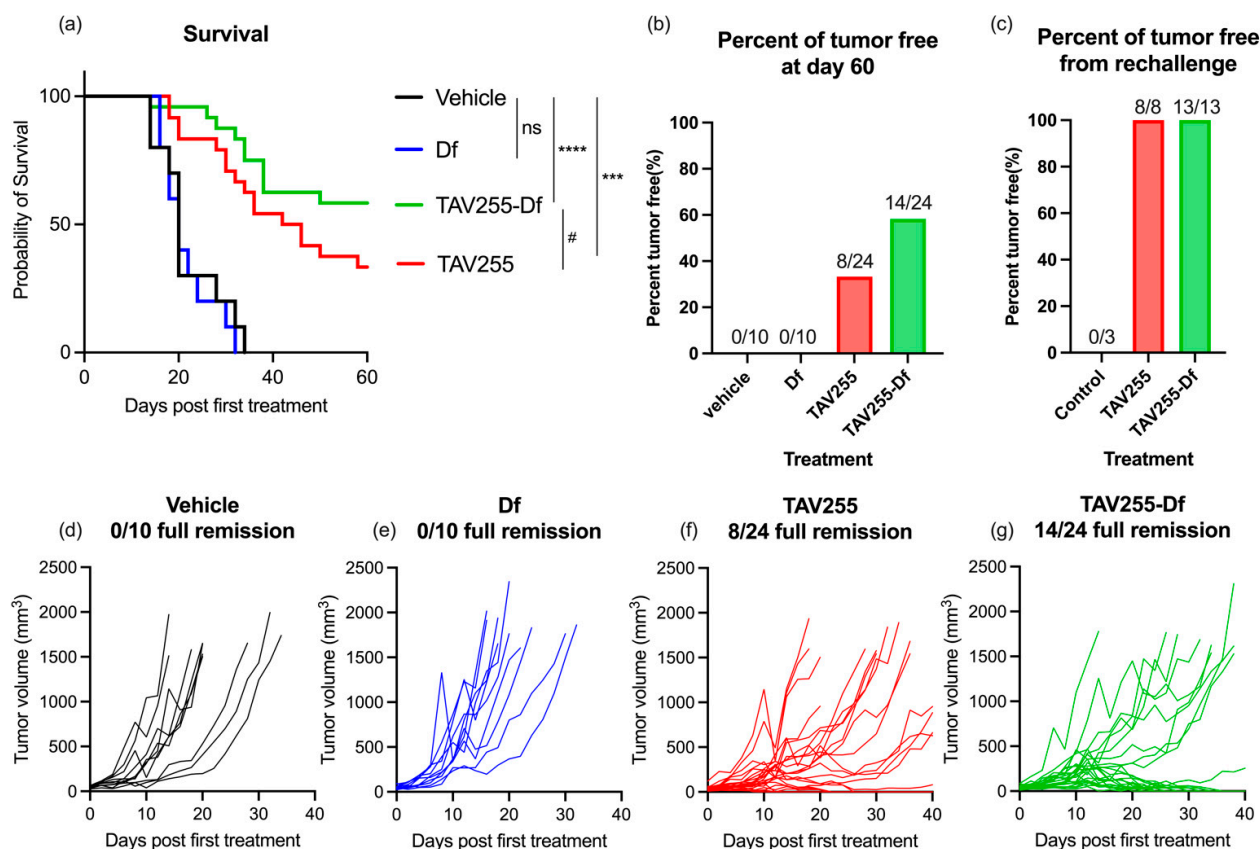 (a)
Survival
Probability of Survival
100
50
0
0 20 40 60
Days post first treatment
Vehicle
Df
TAV255-Df
TAV255
ns
****
***
#
(b)
Percent of tumor free
at day 60
Percent tumor free(%)
100
80
60
40
20
0
0/10 0/10 8/24 14/24
vehicle Df TAV255 TAV255-Df
Treatment
(c)
Percent of tumor free
from rechallenge
Percent tumor free(%)
100
80
60
40
20
0
0/3 8/8 13/13
Control TAV255 TAV255-Df
Treatment
(d)
Vehicle
0/10 full remission
Tumor volume (mm³)
2500
2000
1500
1000
500
0
0 10 20 30 40
Days post first treatment
(e)
Df
0/10 full remission
Tumor volume (mm³)
2500
2000
1500
1000
500
0
0 10 20 30 40
Days post first treatment
(f)
TAV255
8/24 full remission
Tumor volume (mm³)
2500
2000
1500
1000
500
0
0 10 20 30 40
Days post first treatment
(g)
TAV255-Df
14/24 full remission
Tumor volume (mm³)
2500
2000
1500
1000
500
0
0 10 20 30 40
Days post first treatment